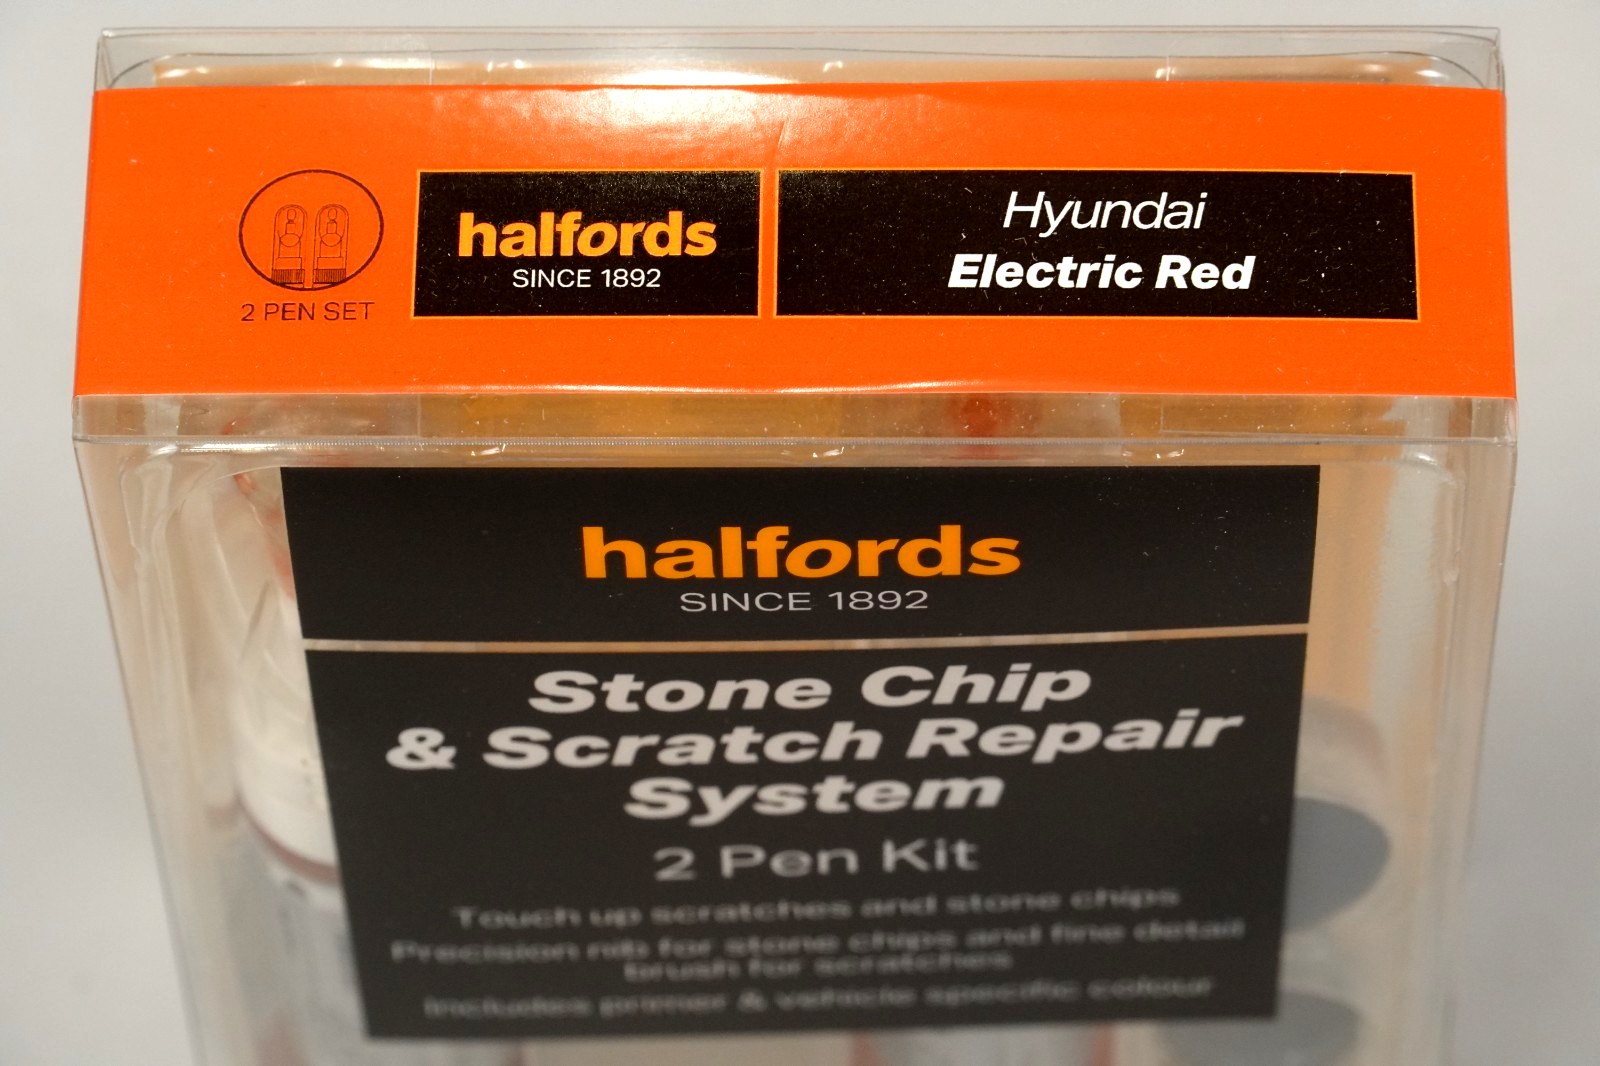 2 PEN SET
halfords
SINCE 1892
Hyundai
Electric Red
halfords
SINCE 1892
Stone Chip
& Scratch Repair
System
2 Pen Kit
Touch up scratches and stone chips
Precision nib for stone chips and fine detail
brush for scratches
Includes primer & vehicle specific colour